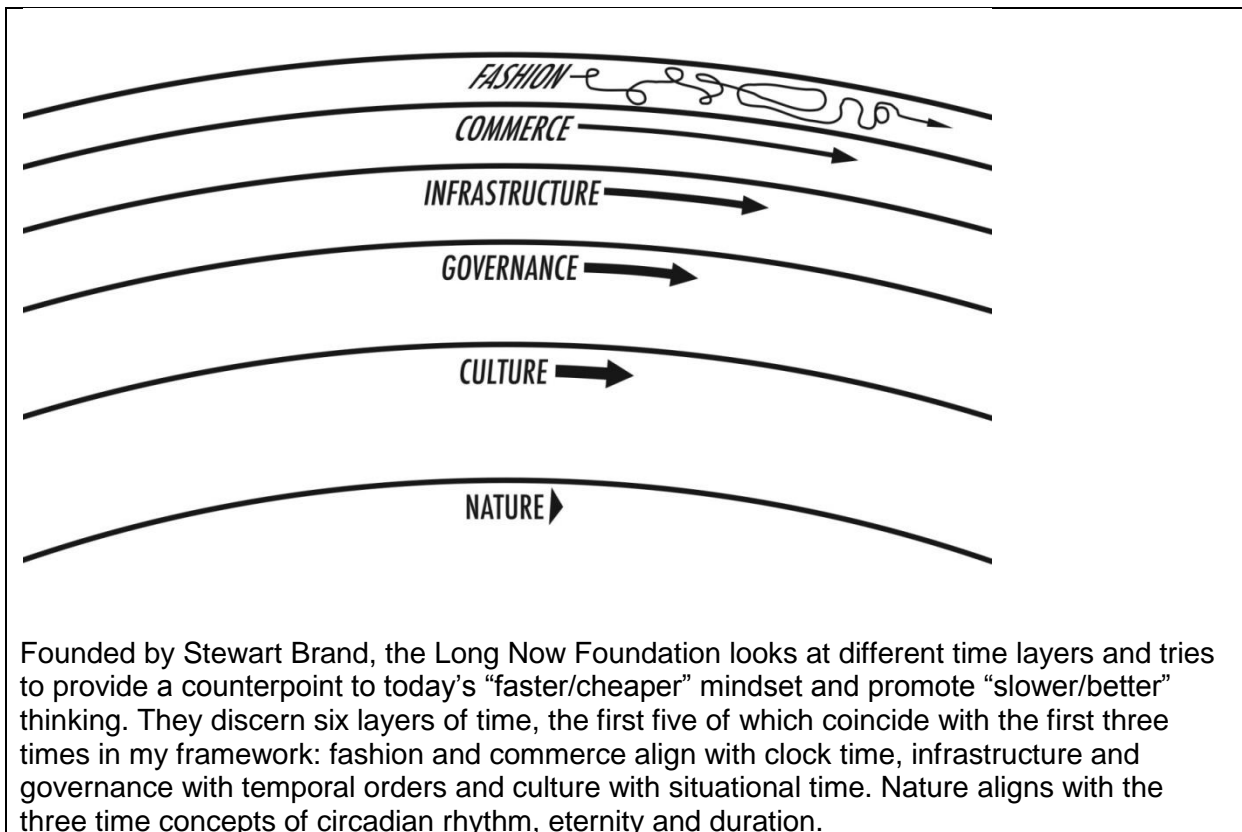 FASHION
COMMERCE
INFRASTRUCTURE
GOVERNANCE
CULTURE
NATURE
Founded by Stewart Brand, the Long Now Foundation looks at different time layers and tries
to provide a counterpoint to today’s “faster/cheaper” mindset and promote “slower/better”
thinking. They discern six layers of time, the first five of which coincide with the first three
times in my framework: fashion and commerce align with clock time, infrastructure and
governance with temporal orders and culture with situational time. Nature aligns with the
three time concepts of circadian rhythm, eternity and duration.